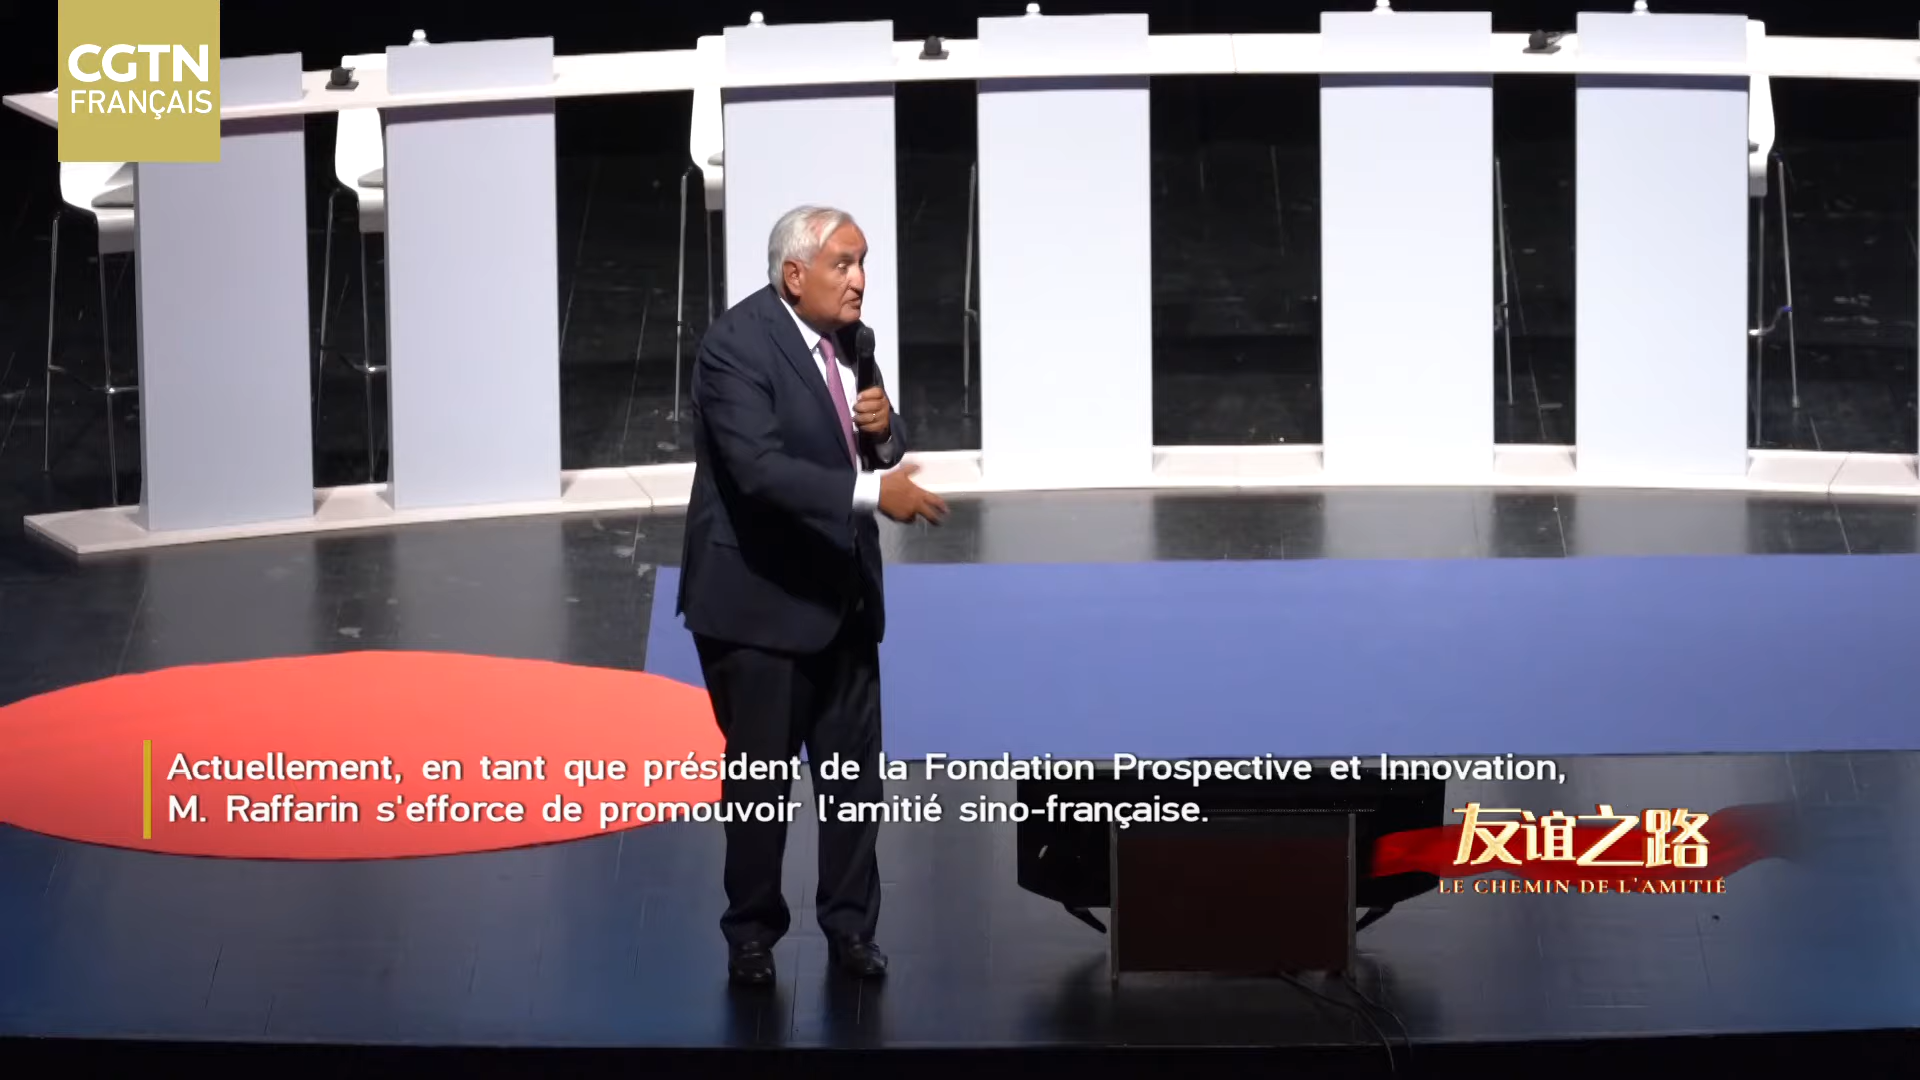 CGTN
FRANÇAIS
Actuellement, en tant que président de la Fondation Prospective et Innovation,
M. Raffarin s'efforce de promouvoir l'amitié sino-française.
友谊之路
LE CHEMIN DE L'AMITIÉ